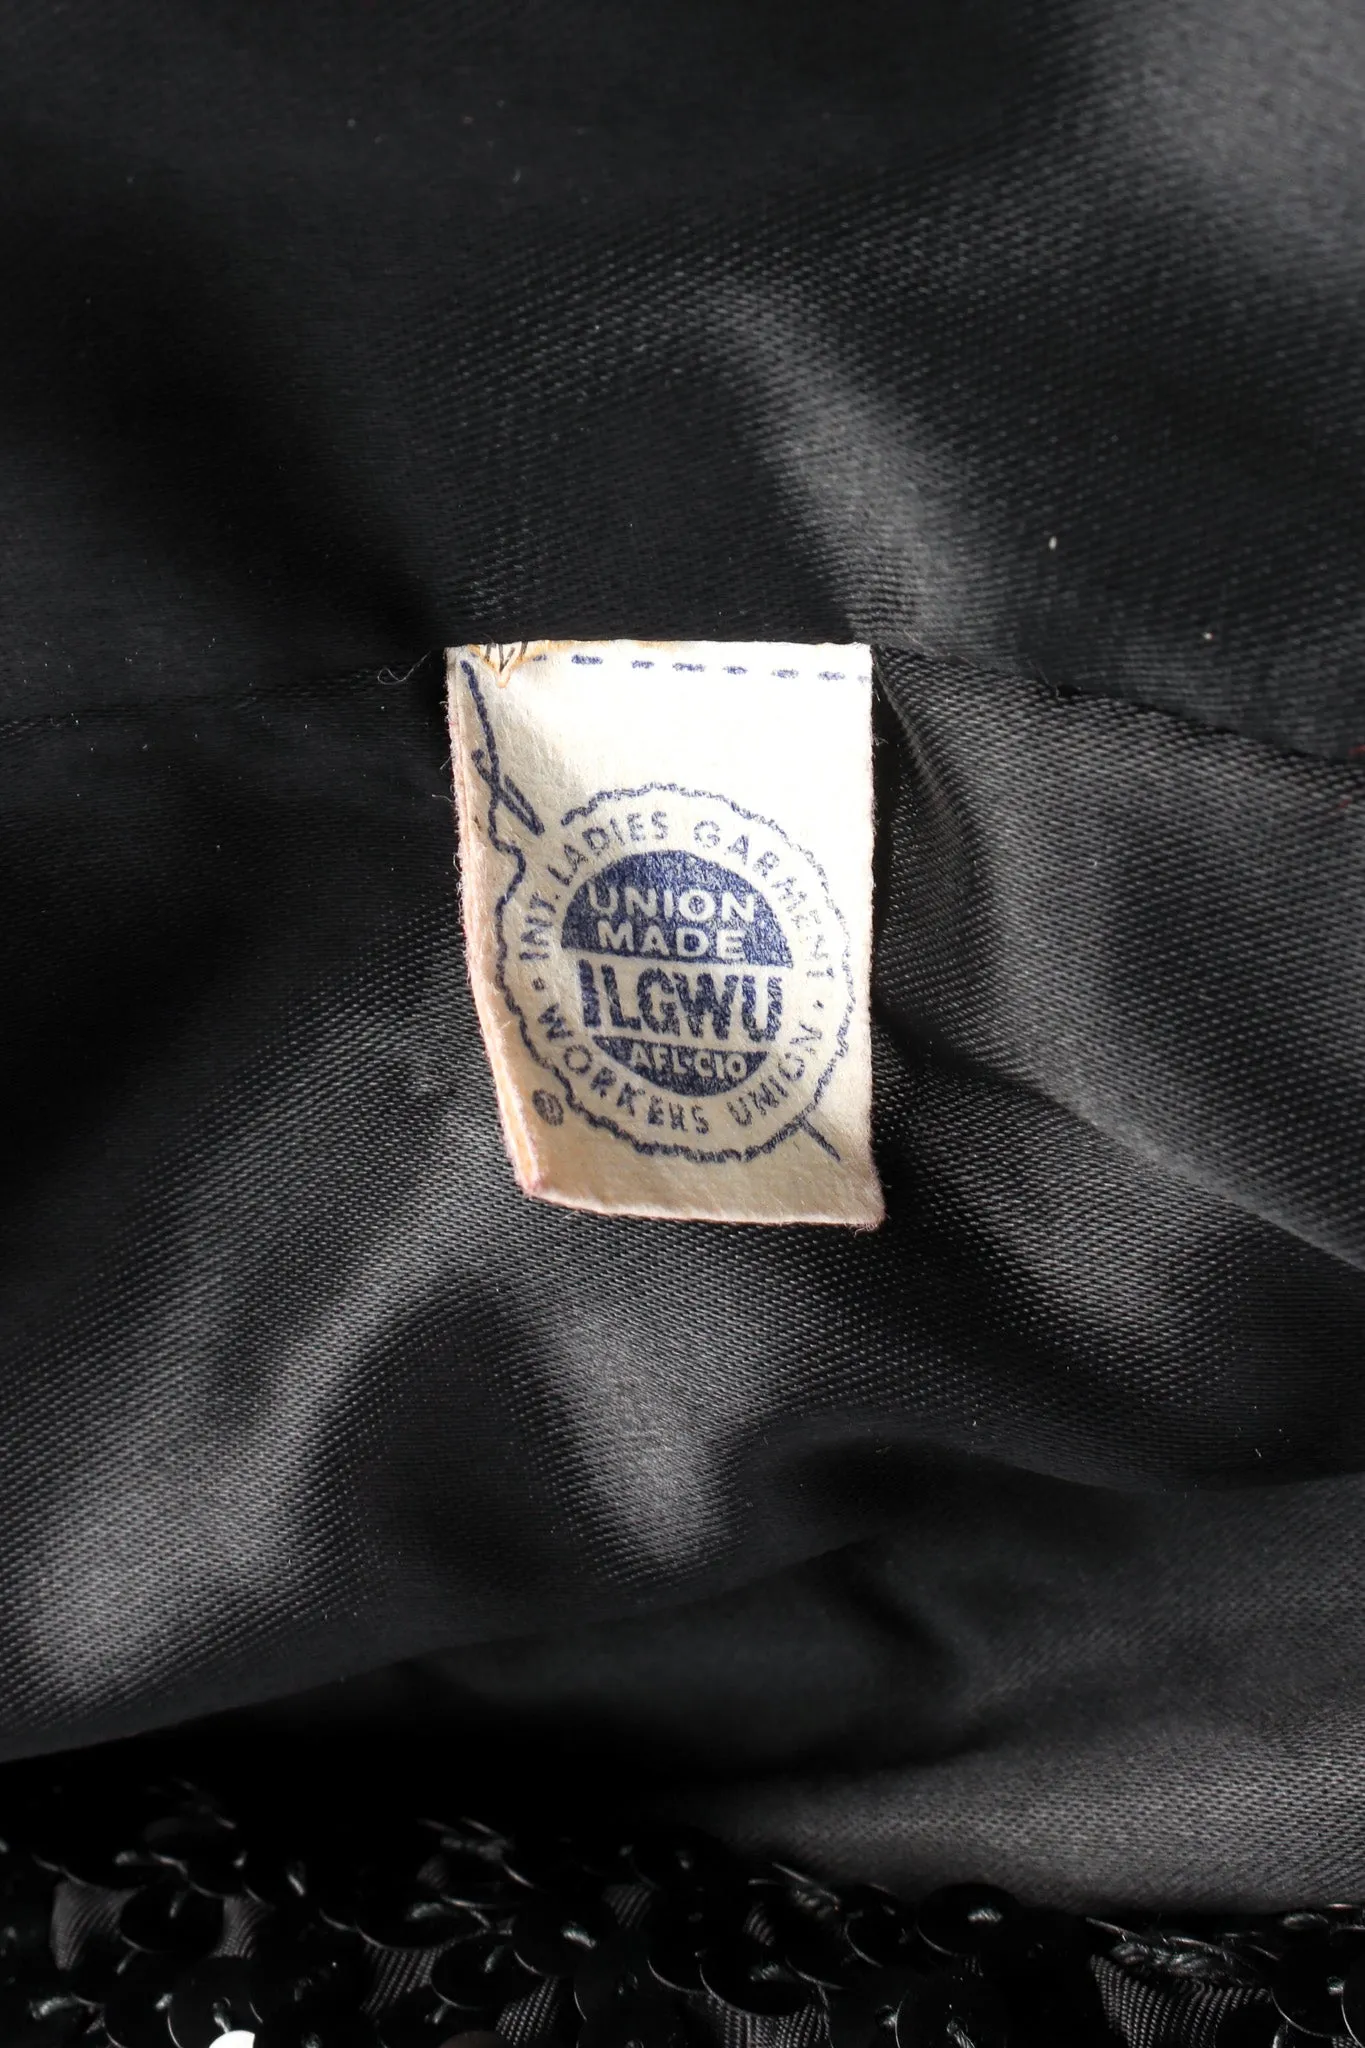 INT. LADIES GARMENT
UNION
MADE
ILGWU
AFL-CIO
WORKERS UNION
®